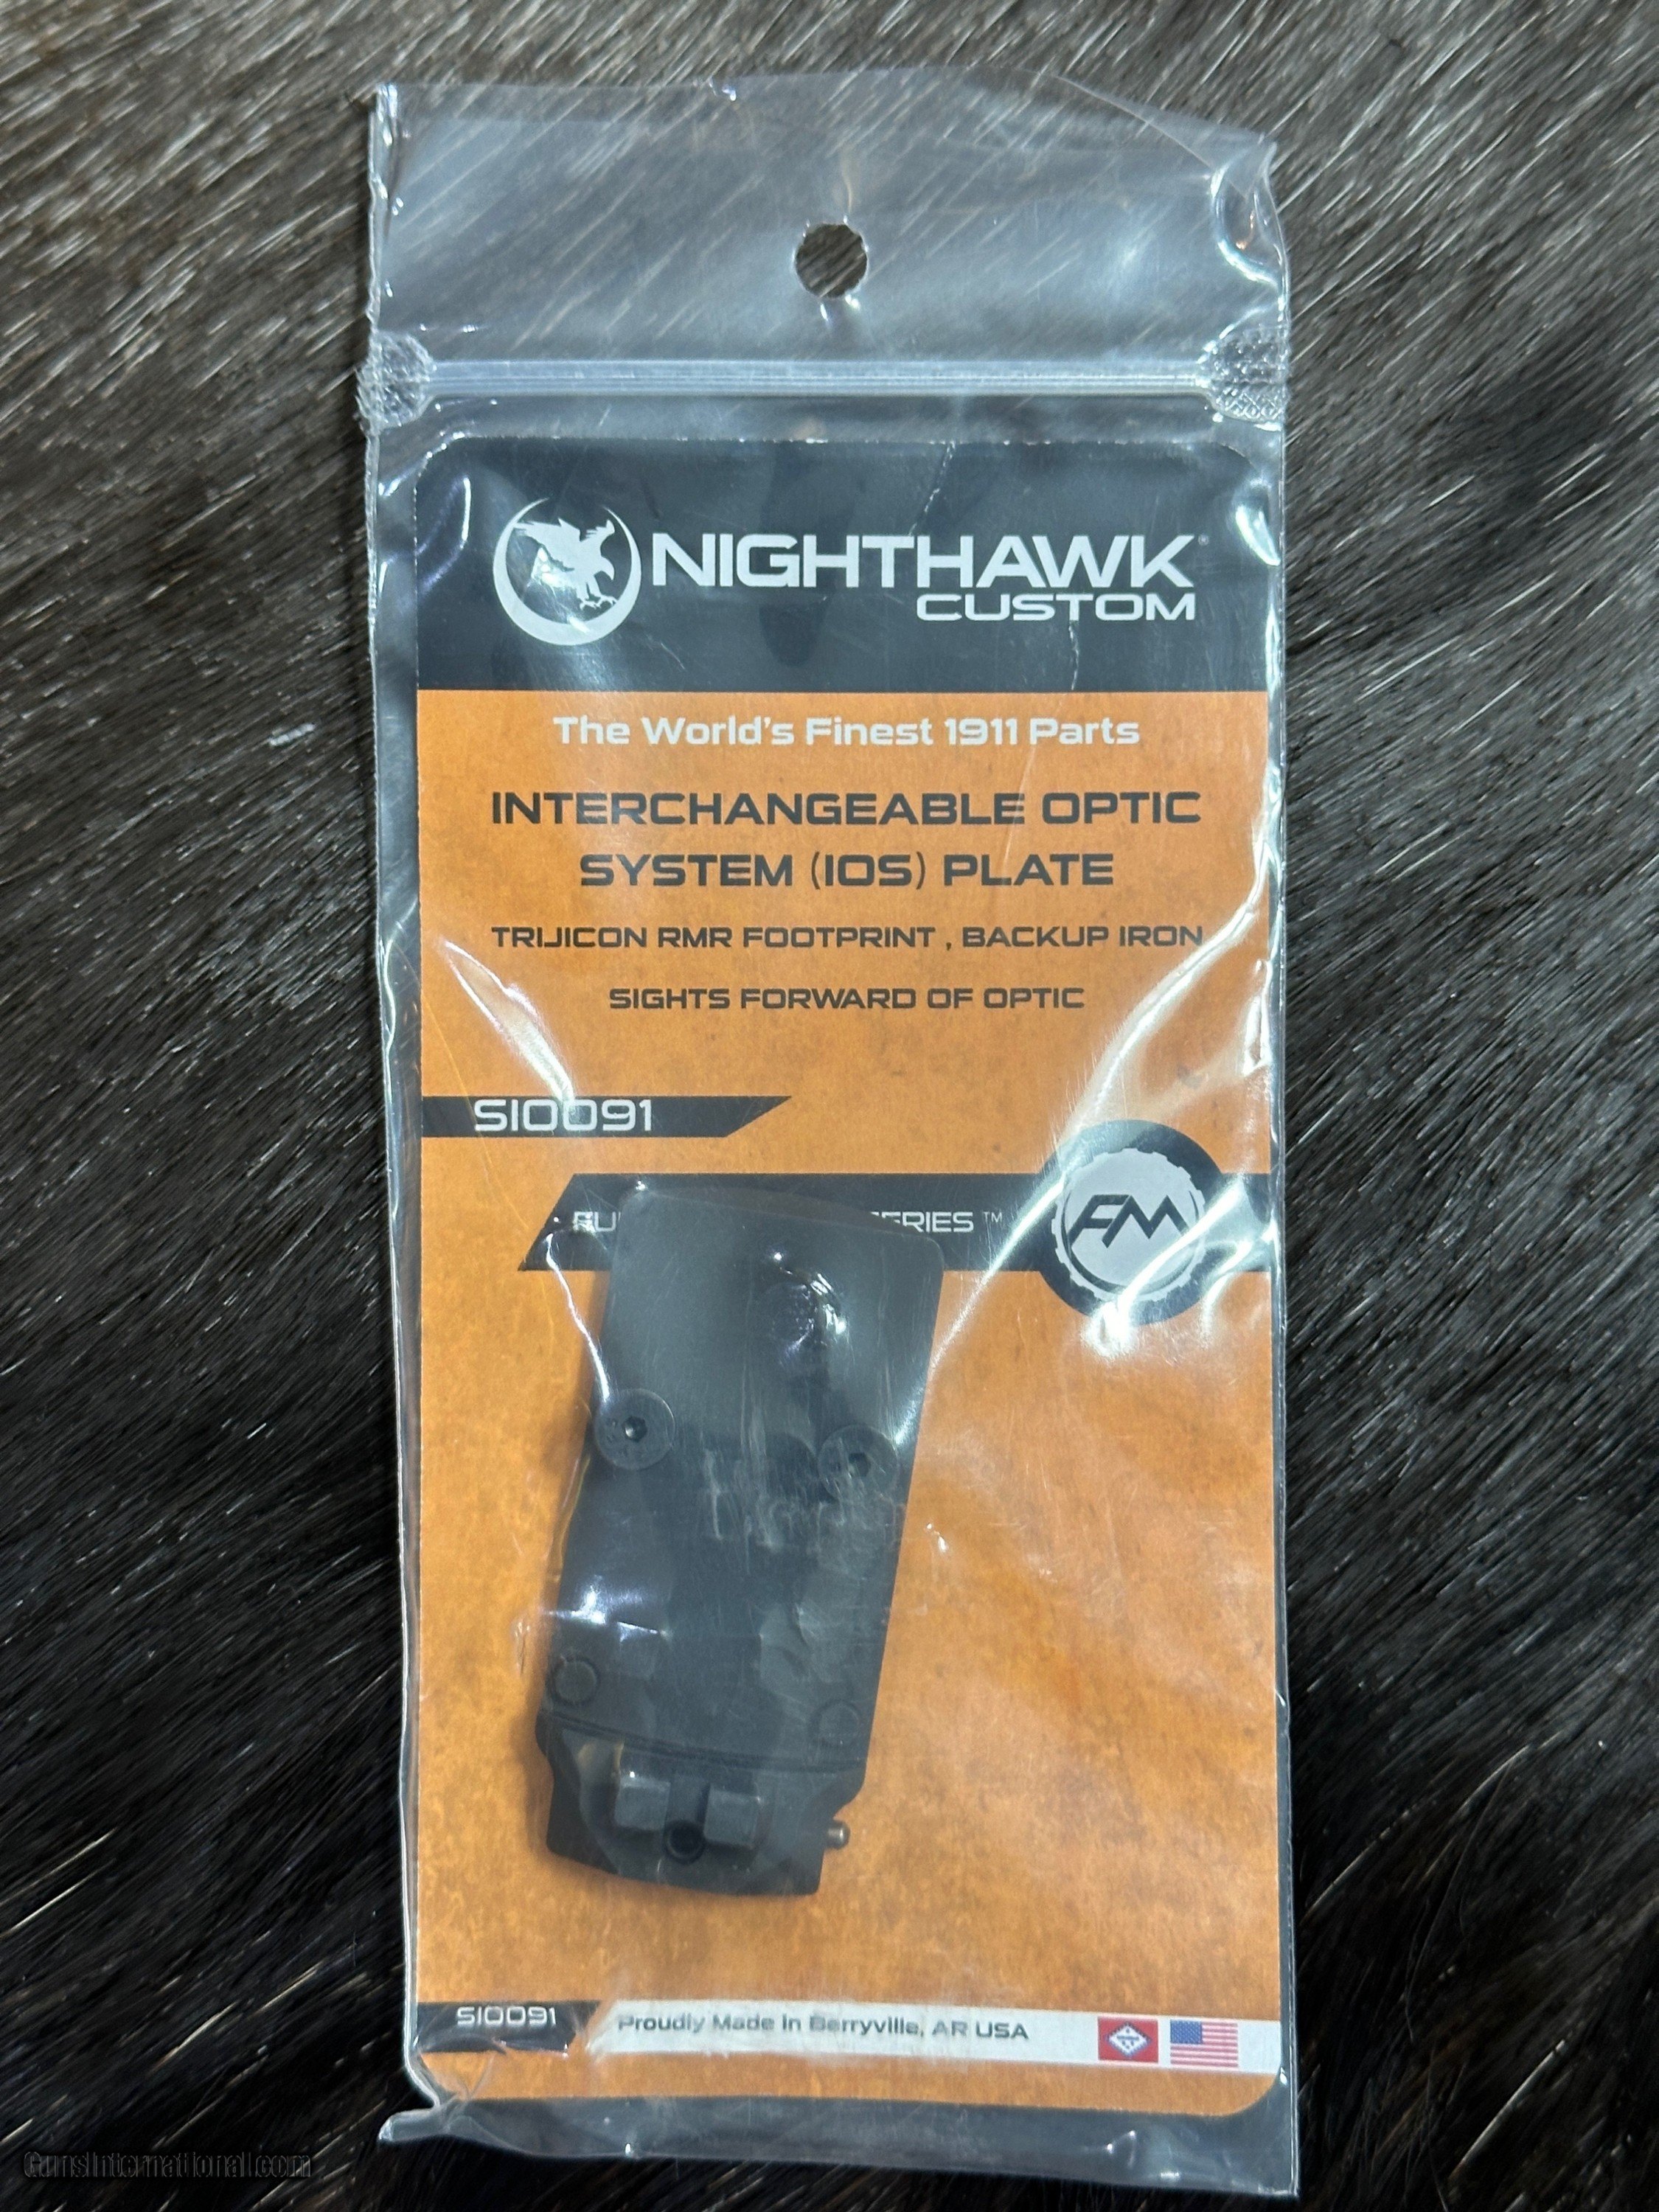 NIGHTHAWK®
CUSTOM
The World's Finest 1911 Parts
INTERCHANGEABLE OPTIC
SYSTEM (IOS) PLATE
TRIJICON RMR FOOTPRINT , BACKUP IRON
SIGHTS FORWARD OF OPTIC
SI0091
SERIES™
FM
SI0091
Proudly Made in Berryville, AR USA
GunsInternational.com